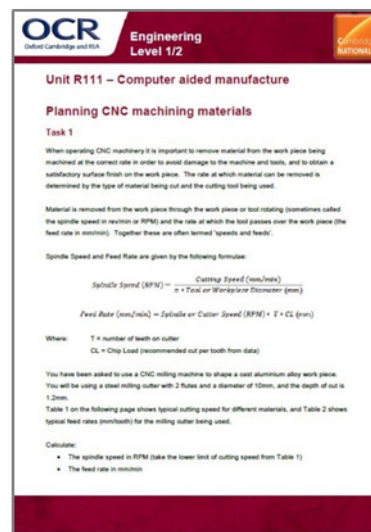 OCR
Oxford Cambridge and RSA
Engineering
Level 1/2
Cambridge
NATIONAL
Unit R111 – Computer aided manufacture
Planning CNC machining materials
Task 1
When operating CNC machinery it is important to remove material from the work piece being
machined at the correct rate in order to avoid damage to the machine and tools, and to obtain a
satisfactory surface finish on the work piece. The rate at which material can be removed is
determined by the type of material being cut and the cutting tool being used.
Material is removed from the work piece through the work piece or tool rotating (sometimes called
the spindle speed in rev/min or RPM) and the rate at which the tool passes over the work piece (the
feed rate in mm/min). Together these are often termed 'speeds and feeds'.
Spindle Speed and Feed Rate are given by the following formulae:
Spindle Speed (RPM) = Cutting Speed (mm/min) / π * Tool or Workpiece Diameter (mm)
Feed Rate (mm/min) = Spindle or Cutter Speed (RPM) * T * CL (mm)
Where: T = number of teeth on cutter
CL = Chip Load (recommended cut per tooth from data)
You have been asked to use a CNC milling machine to shape a cast aluminium alloy work piece.
You will be using a steel milling cutter with 2 flutes and a diameter of 10mm, and the depth of cut is
1.2mm.
Table 1 on the following page shows typical cutting speed for different materials, and Table 2 shows
typical feed rates (mm/tooth) for the milling cutter being used.
Calculate:
• The spindle speed in RPM (take the lower limit of cutting speed from Table 1)
• The feed rate in mm/min